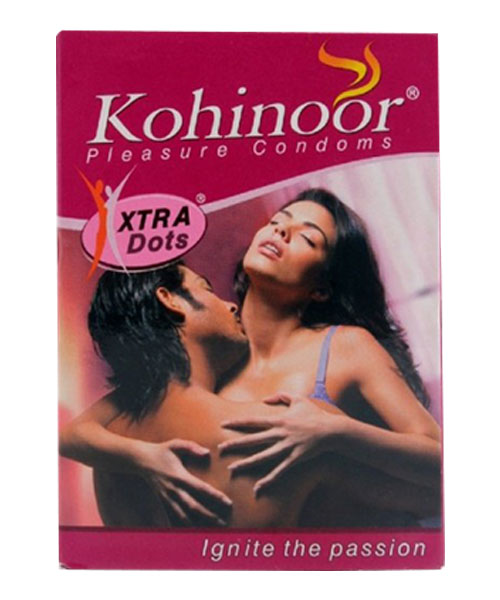 Kohinoor®
Pleasure Condoms
XTRA®
Dots
Ignite the passion